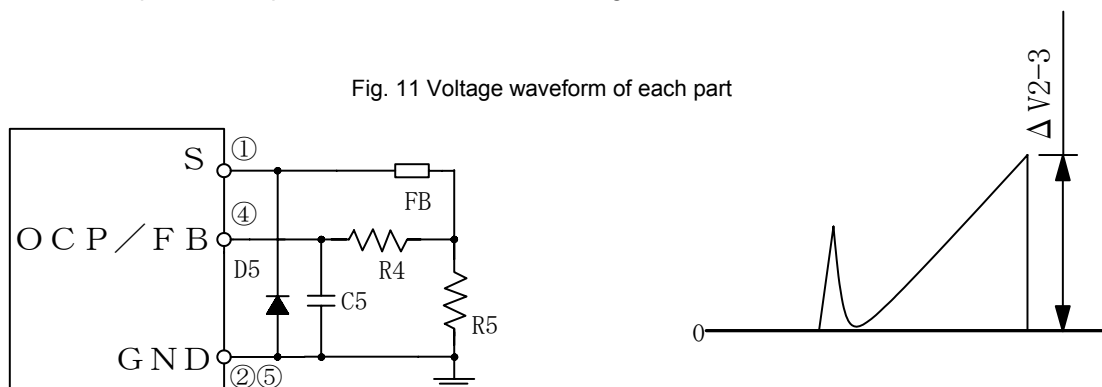 Fig. 11 Voltage waveform of each part
ΔV2-3
S ①
FB
OCP／FB ④
R4
D5
C5
R5
GND ②⑤
0